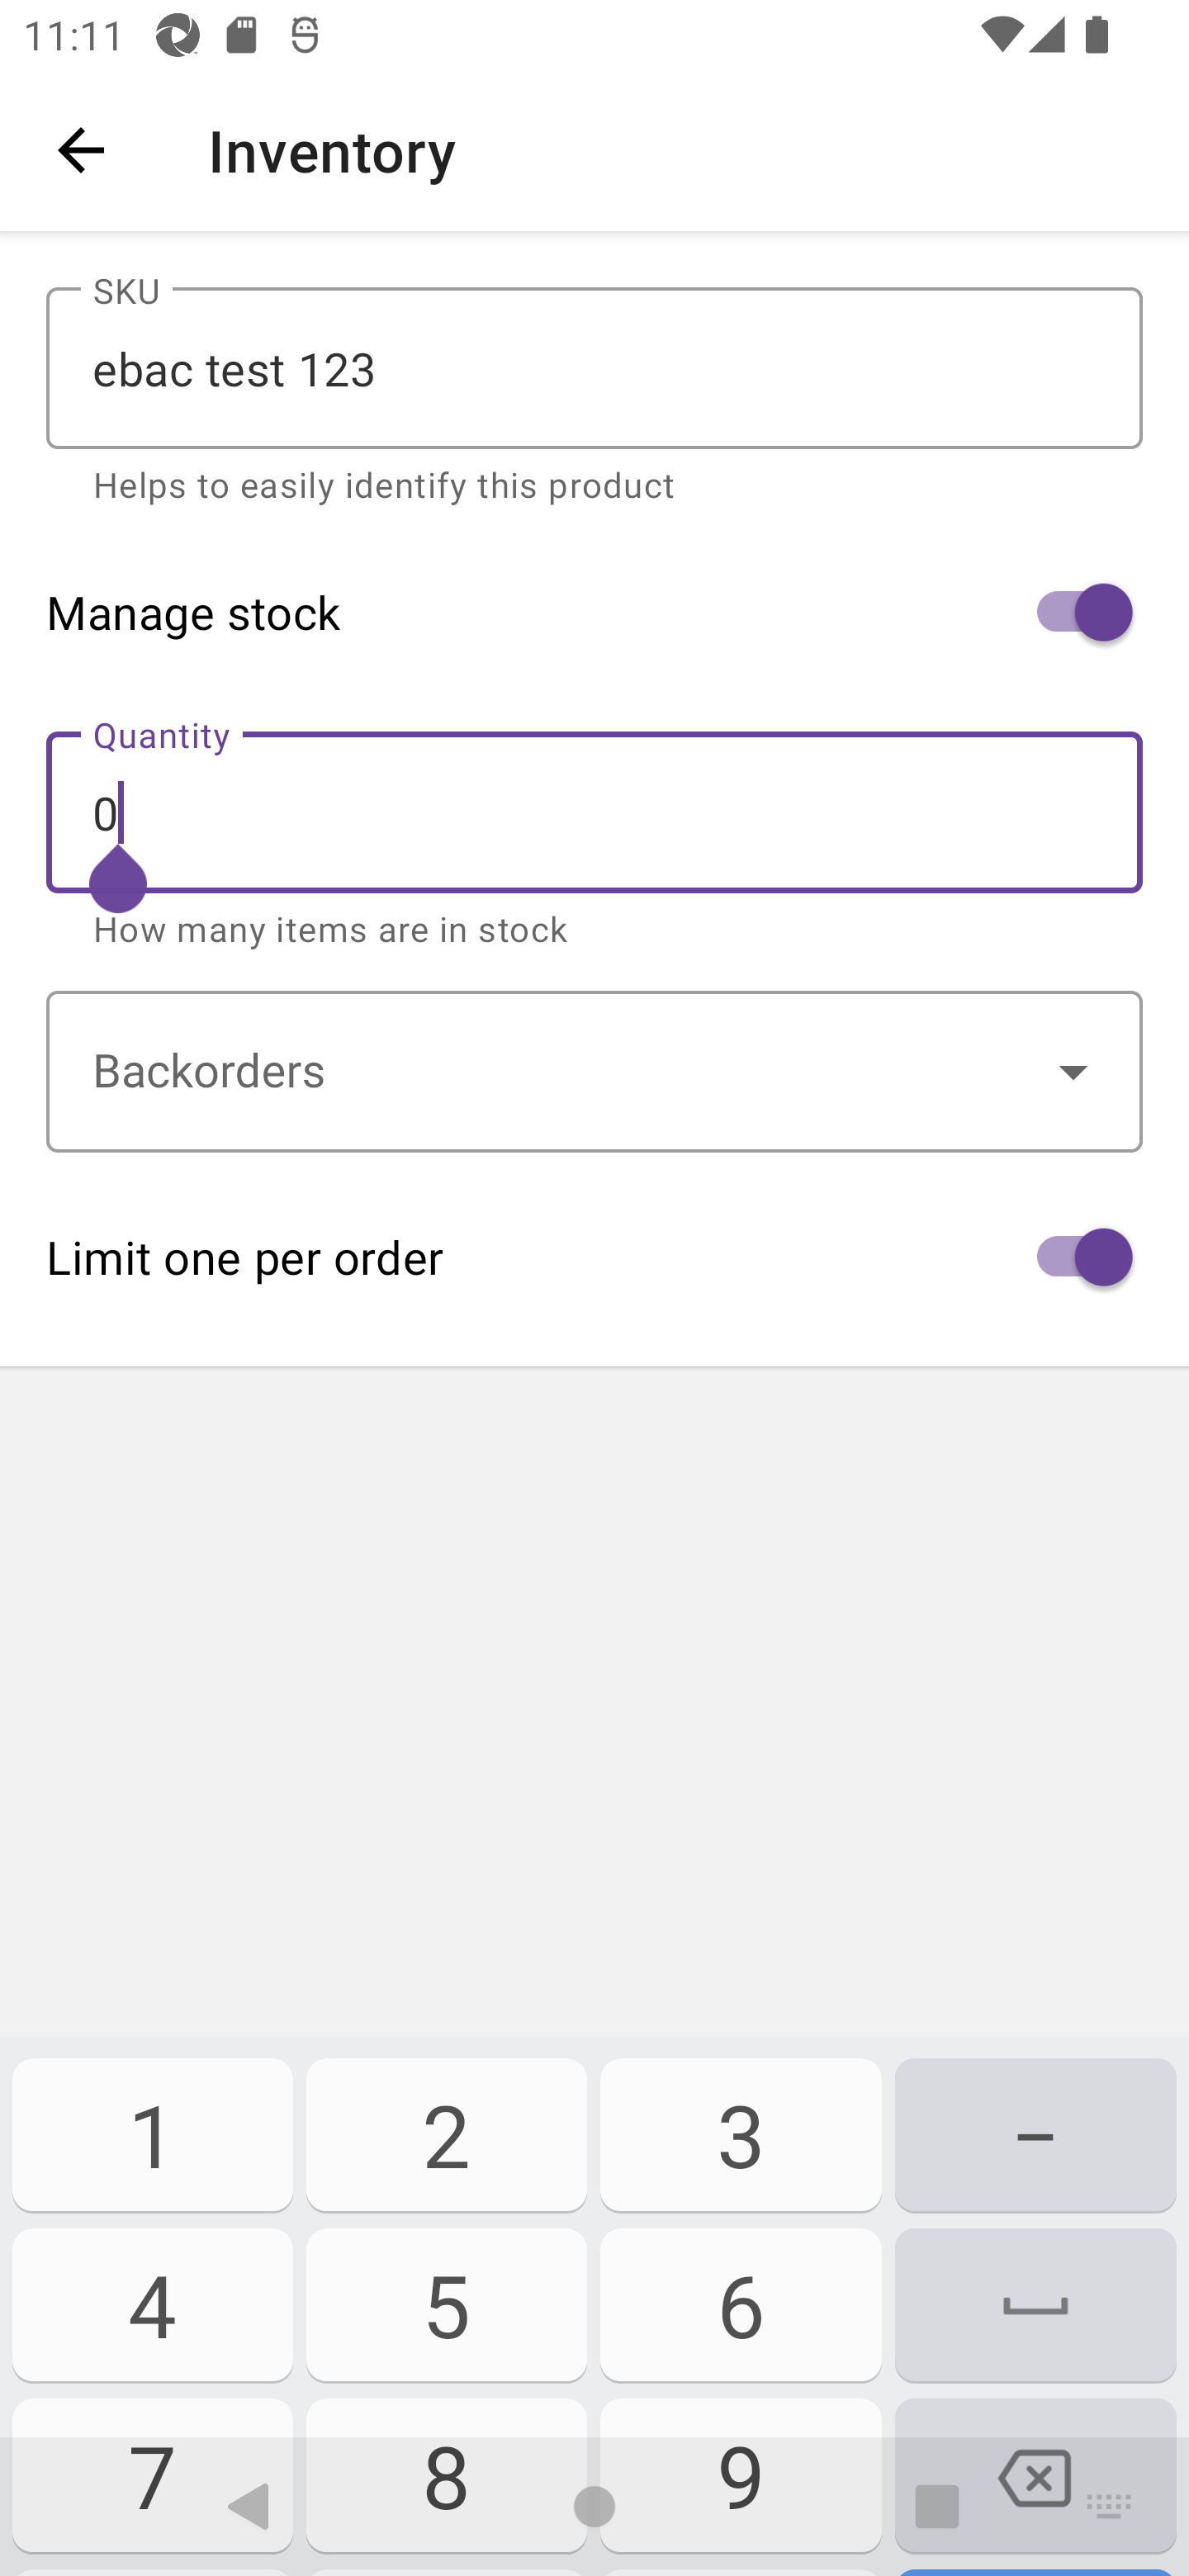 11:11
Inventory
SKU
ebac test 123
Helps to easily identify this product
Manage stock
Quantity
0
How many items are in stock
Backorders
Limit one per order
1 2 3 –
4 5 6
7 8 9